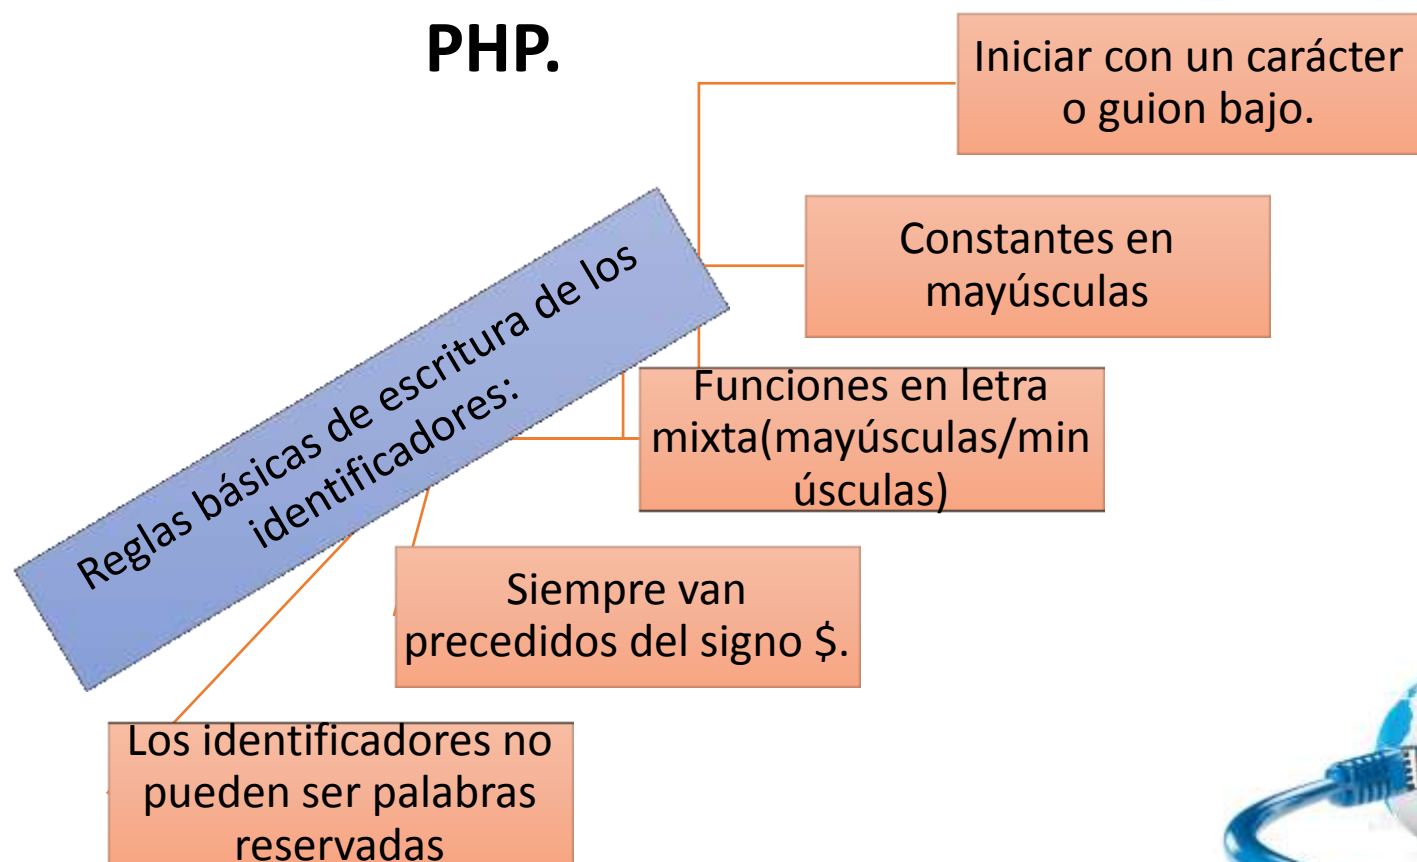 PHP.
Reglas básicas de escritura de los
identificadores:
Iniciar con un carácter
o guion bajo.
Constantes en
mayúsculas
Funciones en letra
mixta(mayúsculas/min
úsculas)
Siempre van
precedidos del signo $.
Los identificadores no
pueden ser palabras
reservadas